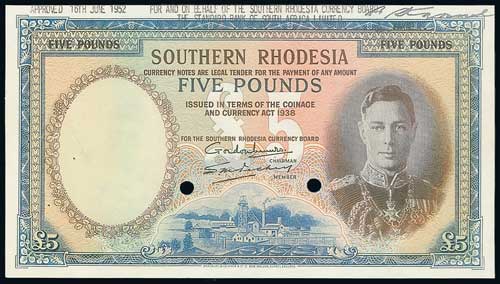 APPROVED 16TH JUNE 1952
FOR AND ON BEHALF OF THE SOUTHERN RHODESIA CURRENCY BOARD
THE STANDARD BANK OF SOUTH AFRICA LIMITED
FIVE POUNDS
FIVE POUNDS
SOUTHERN RHODESIA
CURRENCY NOTES ARE LEGAL TENDER FOR THE PAYMENT OF ANY AMOUNT
FIVE POUNDS
£5
ISSUED IN TERMS OF THE COINAGE
AND CURRENCY ACT 1938
FOR THE SOUTHERN RHODESIA CURRENCY BOARD
CHAIRMAN
MEMBER
£5
£5